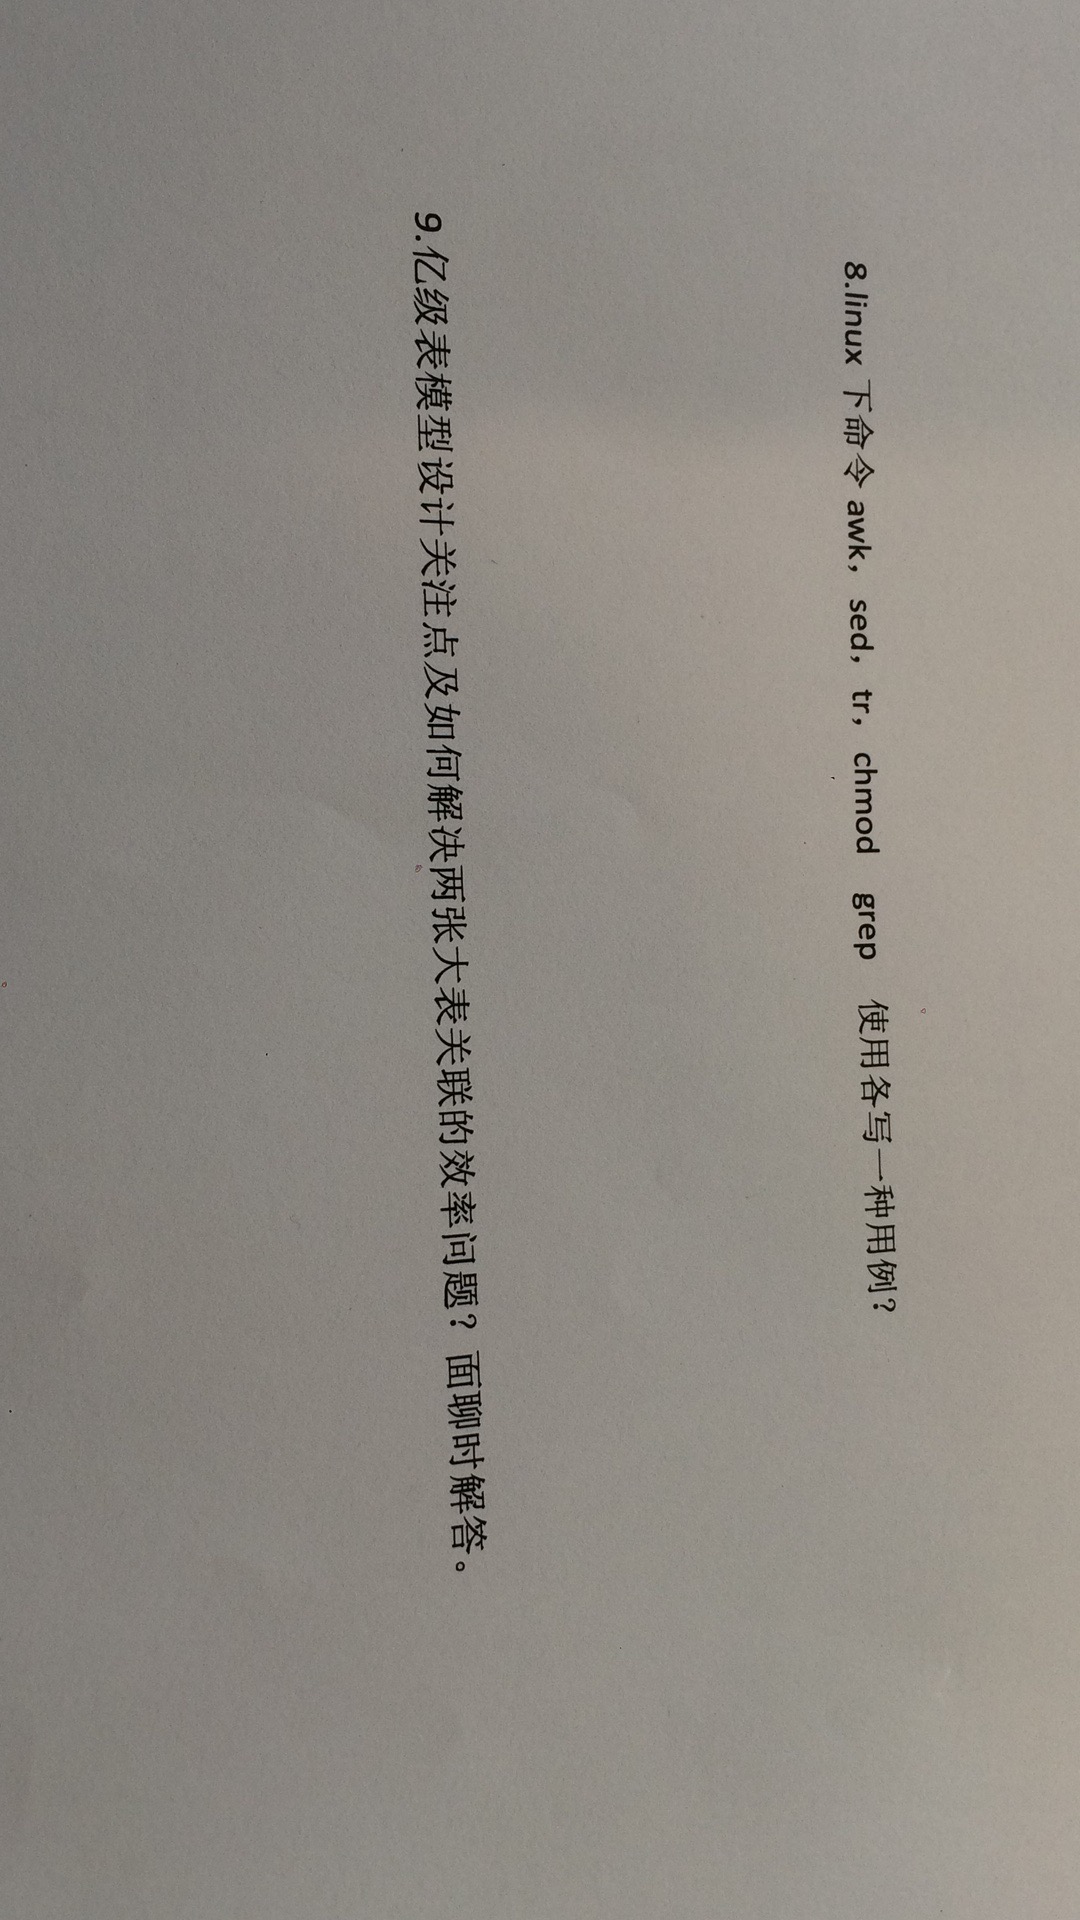 8.linux 下命令 awk，sed，tr，chmod grep 使用各写一种用例？
9.亿级表模型设计关注点及如何解决两张大表关联的效率问题？面聊时解答。